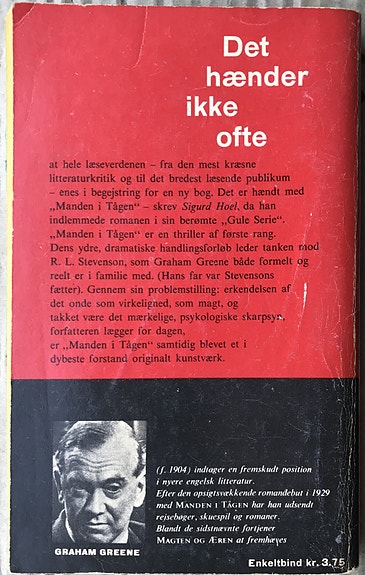 Det
hænder
ikke
ofte
at hele læseverdenen – fra den mest kræsne
litteraturkritik og til det bredest læsende publikum
– enes i begejstring for en ny bog. Det er hændt med
„Manden i Tågen“ – skrev Sigurd Hoel, da han
indlemmede romanen i sin berømte „Gule Serie“.
„Manden i Tågen“ er en thriller af første rang.
Dens ydre, dramatiske handlingsforløb leder tanken mod
R. L. Stevenson, som Graham Greene både formelt og
reelt er i familie med. (Hans far var Stevensons
fætter). Gennem sin problemstilling: erkendelsen af
det onde som virkelighed, som magt, og
takket være det mærkelige, psykologiske skarpsyn,
forfatteren lægger for dagen,
er „Manden i Tågen“ samtidig blevet et i
dybeste forstand originalt kunstværk.
(f. 1904) indtager en fremskudt position
i nyere engelsk litteratur.
Efter den opsigtsvækkende romandebut i 1929
med MANDEN I TÅGEN har han udsendt
rejsebøger, skuespil og romaner.
Blandt de sidstnævnte fortjener
MAGTEN OG ÆREN at fremhæves
GRAHAM GREENE
Enkeltbind kr. 3.75